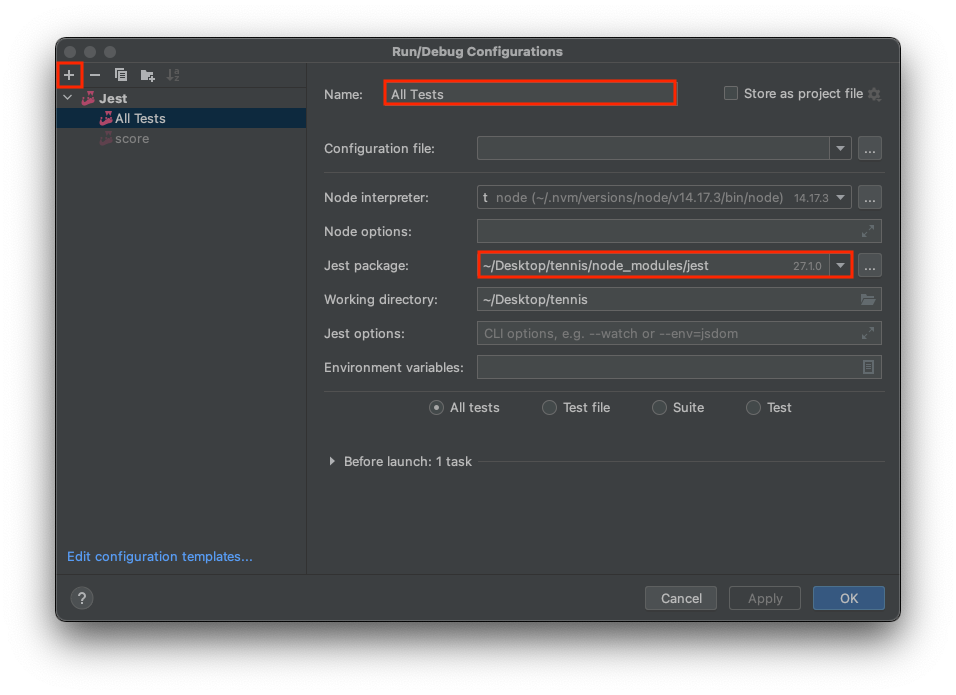 Run/Debug Configurations
Jest
All Tests
score
Edit configuration templates...
Name: All Tests Store as project file
Configuration file: ...
Node interpreter: t node (~/.nvm/versions/node/v14.17.3/bin/node) 14.17.3 ...
Node options:
Jest package: ~/Desktop/tennis/node_modules/jest 27.1.0 ...
Working directory: ~/Desktop/tennis
Jest options: CLI options, e.g. --watch or --env=jsdom
Environment variables:
All tests Test file Suite Test
Before launch: 1 task
? Cancel Apply OK